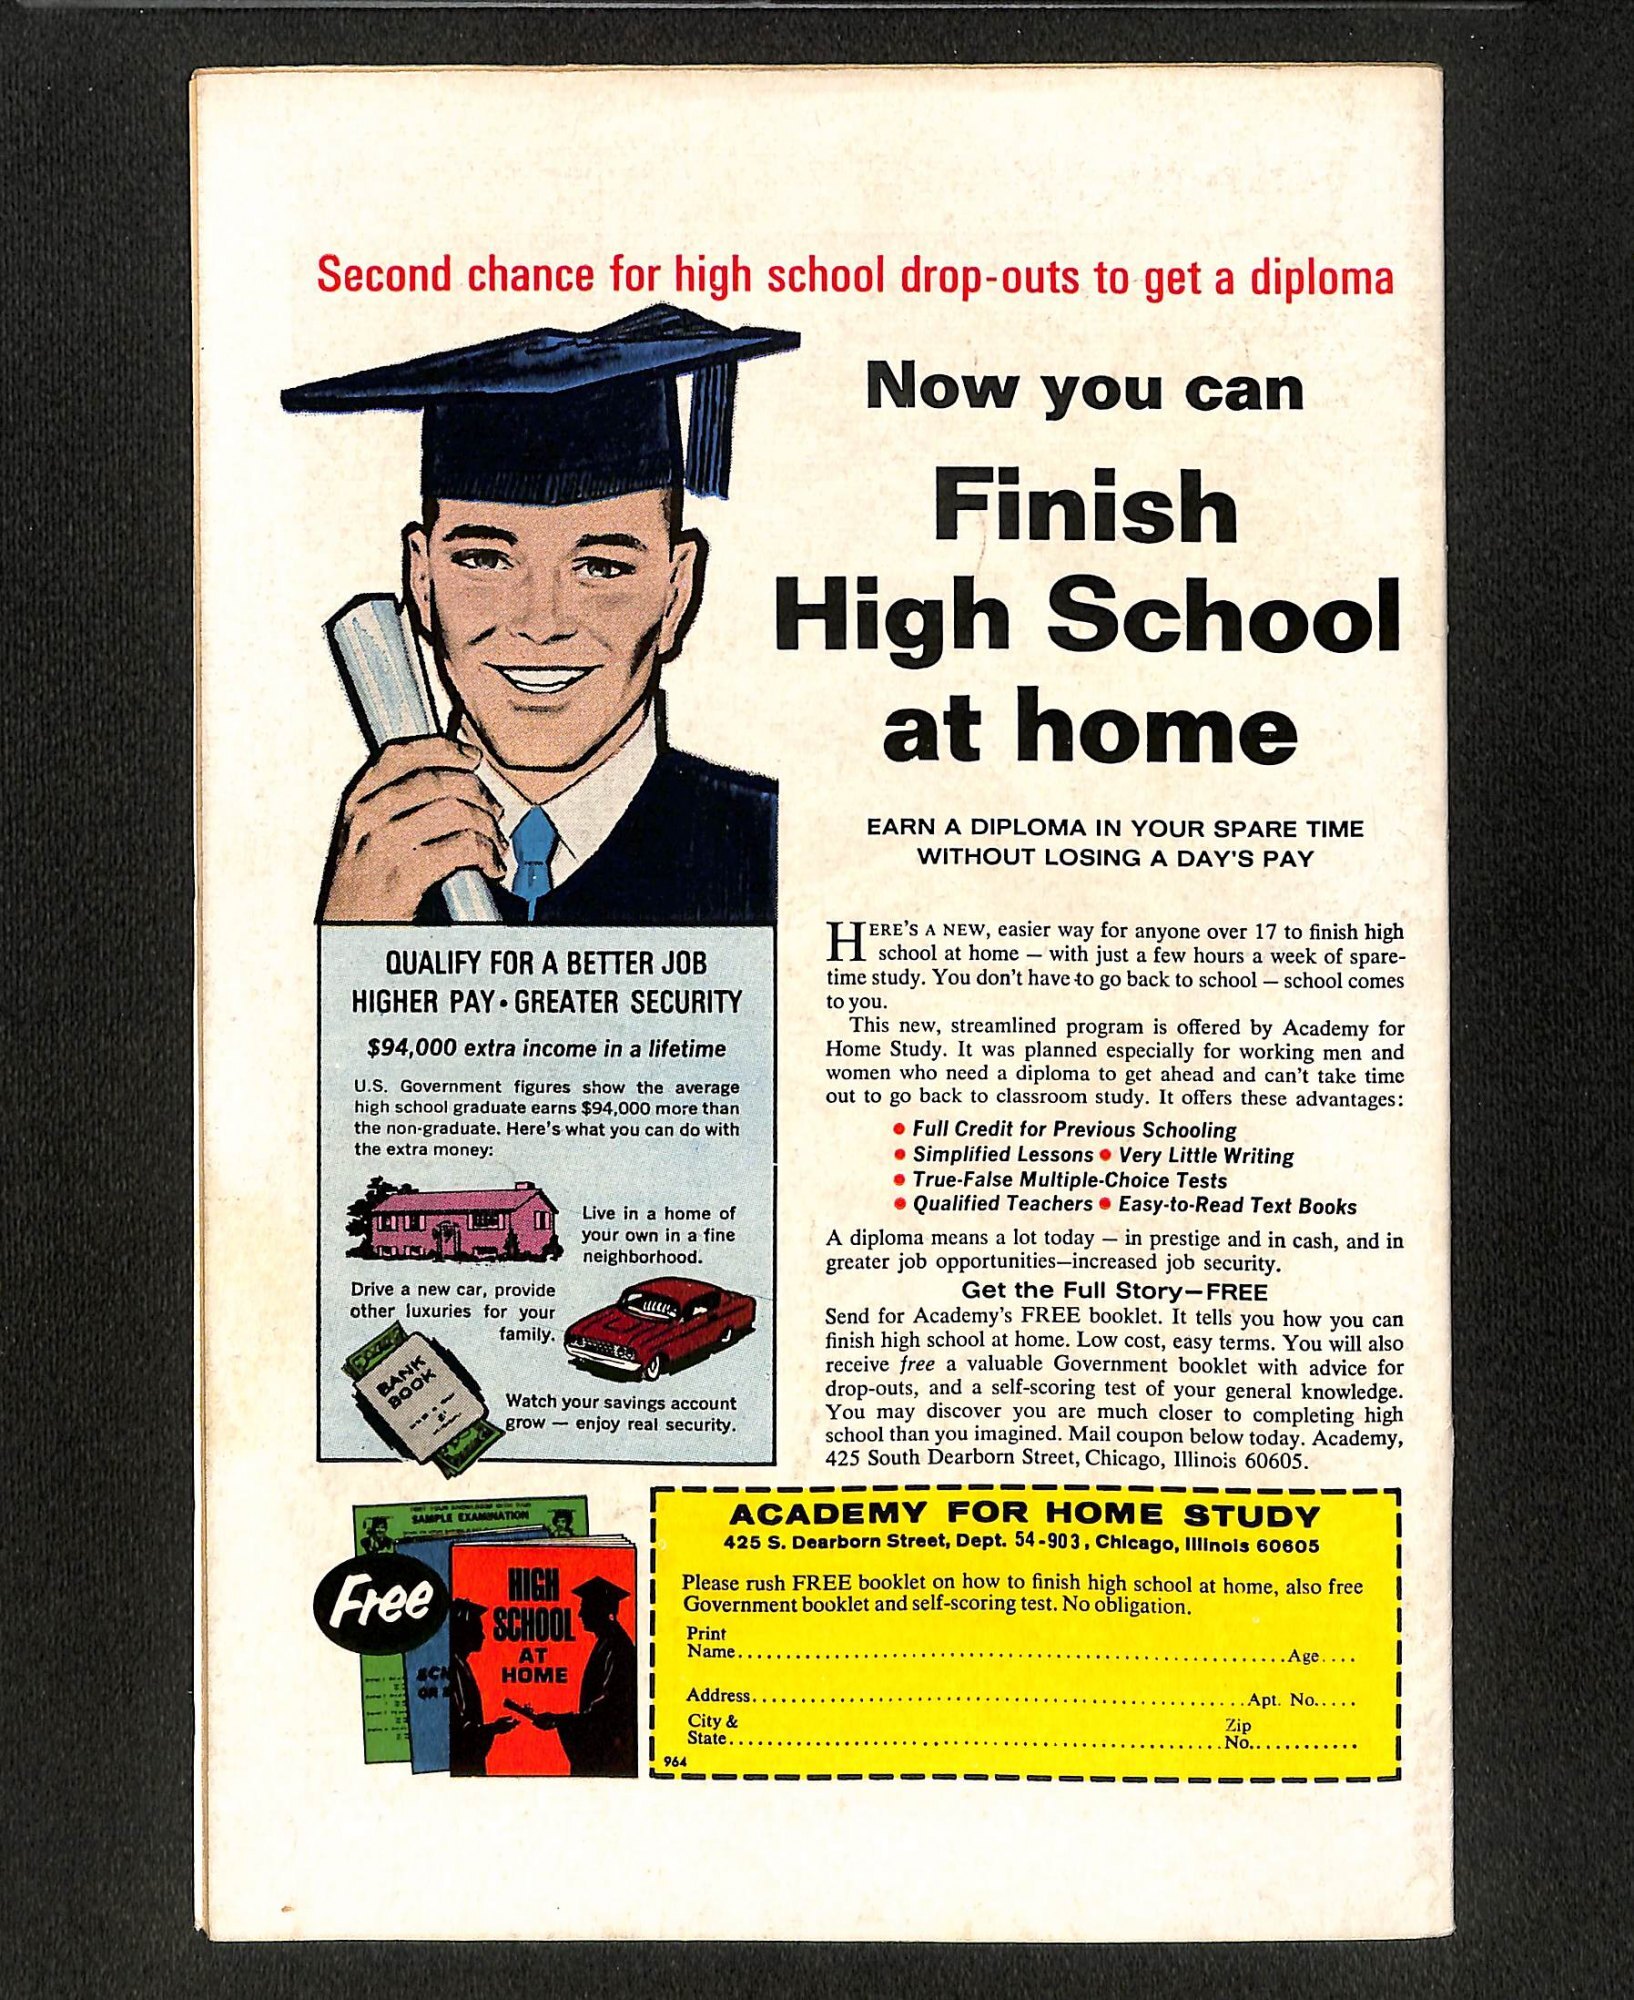 Second chance for high school drop-outs to get a diploma
Now you can
Finish
High School
at home
EARN A DIPLOMA IN YOUR SPARE TIME
WITHOUT LOSING A DAY'S PAY
HERE'S A NEW, easier way for anyone over 17 to finish high
school at home — with just a few hours a week of spare-
time study. You don't have to go back to school — school comes
to you.
This new, streamlined program is offered by Academy for
Home Study. It was planned especially for working men and
women who need a diploma to get ahead and can't take time
out to go back to classroom study. It offers these advantages:
• Full Credit for Previous Schooling
• Simplified Lessons • Very Little Writing
• True-False Multiple-Choice Tests
• Qualified Teachers • Easy-to-Read Text Books
A diploma means a lot today — in prestige and in cash, and in
greater job opportunities—increased job security.
Get the Full Story—FREE
Send for Academy's FREE booklet. It tells you how you can
finish high school at home. Low cost, easy terms. You will also
receive free a valuable Government booklet with advice for
drop-outs, and a self-scoring test of your general knowledge.
You may discover you are much closer to completing high
school than you imagined. Mail coupon below today. Academy,
425 South Dearborn Street, Chicago, Illinois 60605.
QUALIFY FOR A BETTER JOB
HIGHER PAY • GREATER SECURITY
$94,000 extra income in a lifetime
U.S. Government figures show the average
high school graduate earns $94,000 more than
the non-graduate. Here's what you can do with
the extra money:
Live in a home of
your own in a fine
neighborhood.
Drive a new car, provide
other luxuries for your
family.
BANK
BOOK
Watch your savings account
grow — enjoy real security.
SAMPLE EXAMINATION
Free
HIGH
SCHOOL
AT
HOME
ACADEMY FOR HOME STUDY
425 S. Dearborn Street, Dept. 54-903, Chicago, Illinois 60605
Please rush FREE booklet on how to finish high school at home, also free
Government booklet and self-scoring test. No obligation.
Print
Name Age
Address Apt. No.
City & Zip
State No.
964